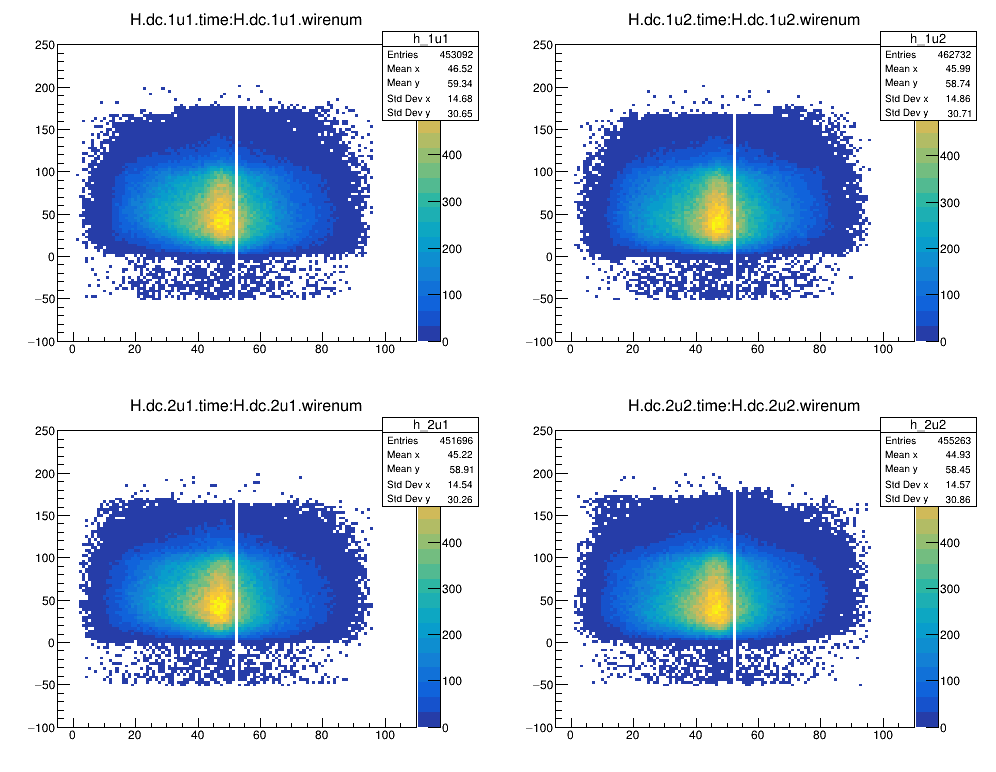 H.dc.1u1.time:H.dc.1u1.wirenum
h_1u1
Entries 453092
Mean x 46.52
Mean y 59.34
Std Dev x 14.68
Std Dev y 30.65
250
200
150
100
50
0
−50
−100
0 20 40 60 80 100
400
300
200
100
0
H.dc.1u2.time:H.dc.1u2.wirenum
h_1u2
Entries 462732
Mean x 45.99
Mean y 58.74
Std Dev x 14.86
Std Dev y 30.71
250
200
150
100
50
0
−50
−100
0 20 40 60 80 100
400
300
200
100
0
H.dc.2u1.time:H.dc.2u1.wirenum
h_2u1
Entries 451696
Mean x 45.22
Mean y 58.91
Std Dev x 14.54
Std Dev y 30.26
250
200
150
100
50
0
−50
−100
0 20 40 60 80 100
400
300
200
100
0
H.dc.2u2.time:H.dc.2u2.wirenum
h_2u2
Entries 455263
Mean x 44.93
Mean y 58.45
Std Dev x 14.57
Std Dev y 30.86
250
200
150
100
50
0
−50
−100
0 20 40 60 80 100
400
300
200
100
0